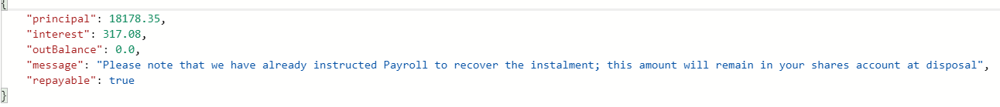 {
"principal": 18178.35,
"interest": 317.08,
"outBalance": 0.0,
"message": "Please note that we have already instructed Payroll to recover the instalment; this amount will remain in your shares account at disposal",
"repayable": true
}